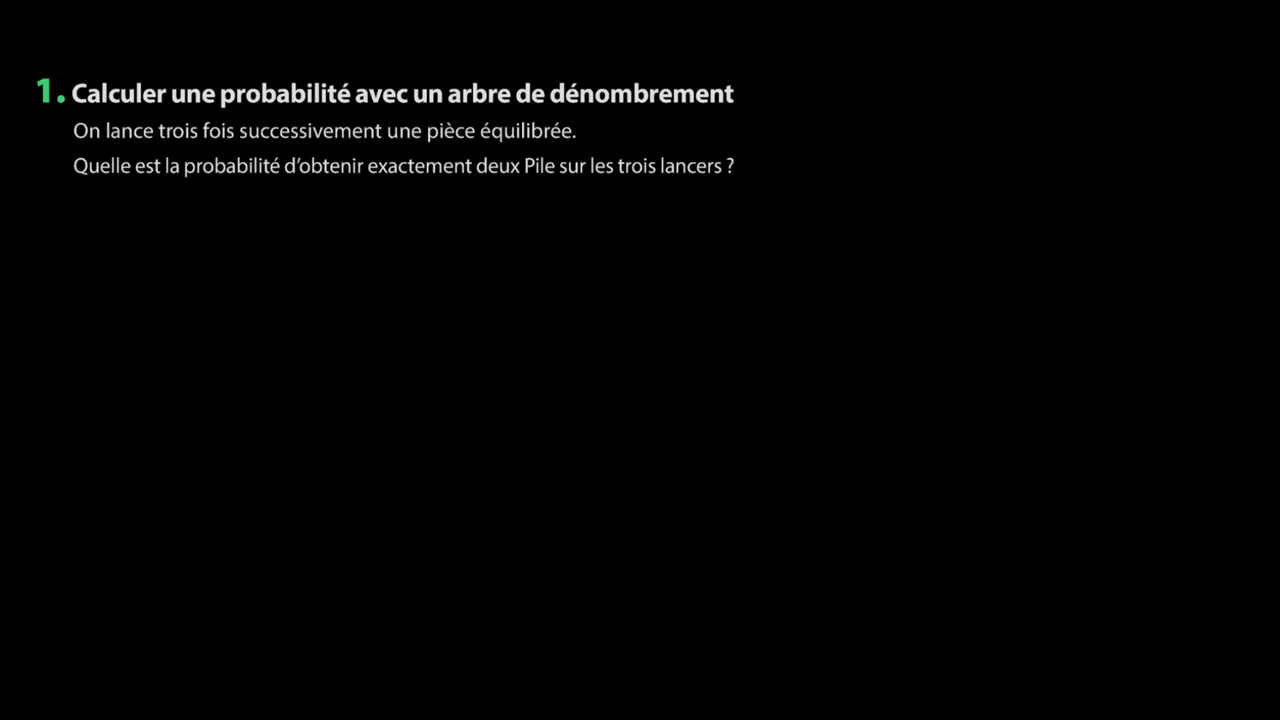 1. Calculer une probabilité avec un arbre de dénombrement
On lance trois fois successivement une pièce équilibrée.
Quelle est la probabilité d’obtenir exactement deux Pile sur les trois lancers ?